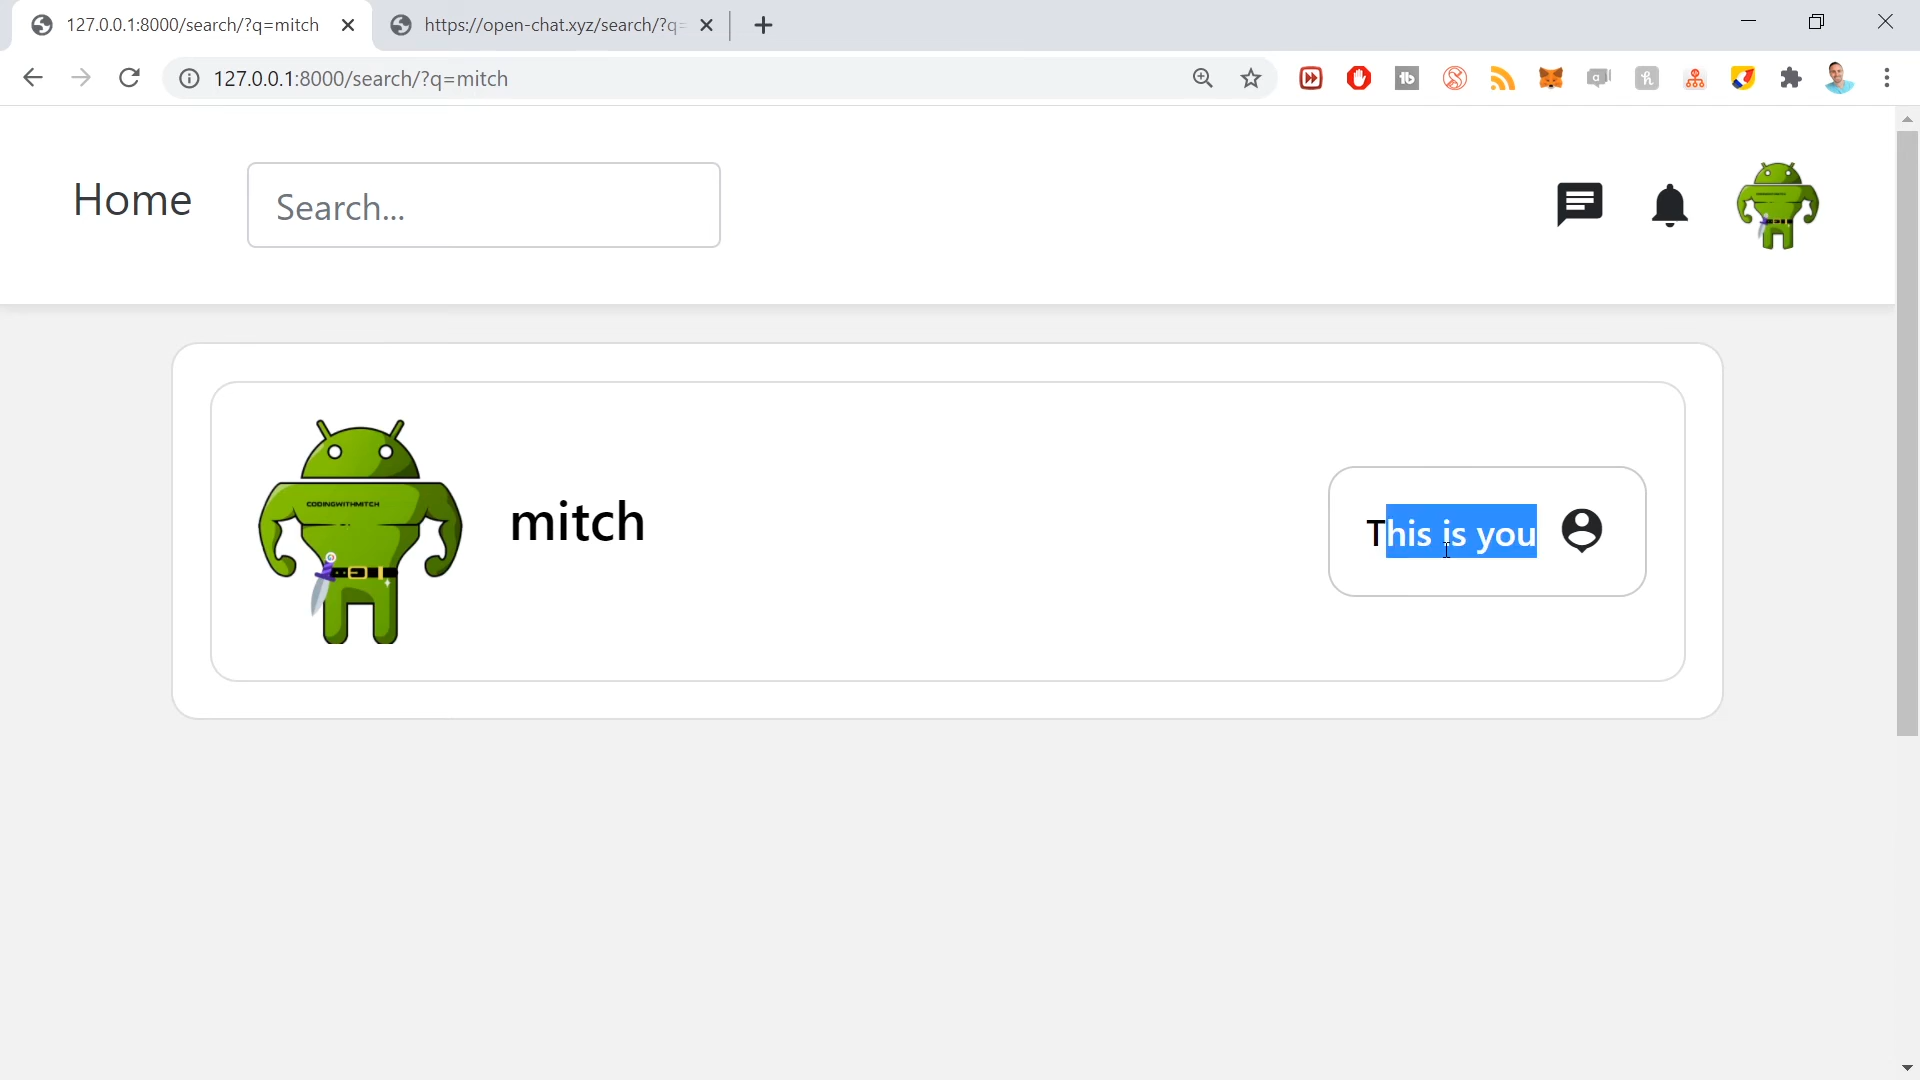 127.0.0.1:8000/search/?q=mitch
https://open-chat.xyz/search/?q=
127.0.0.1:8000/search/?q=mitch
Home
Search...
CODINGWITHMITCH
mitch
This is you